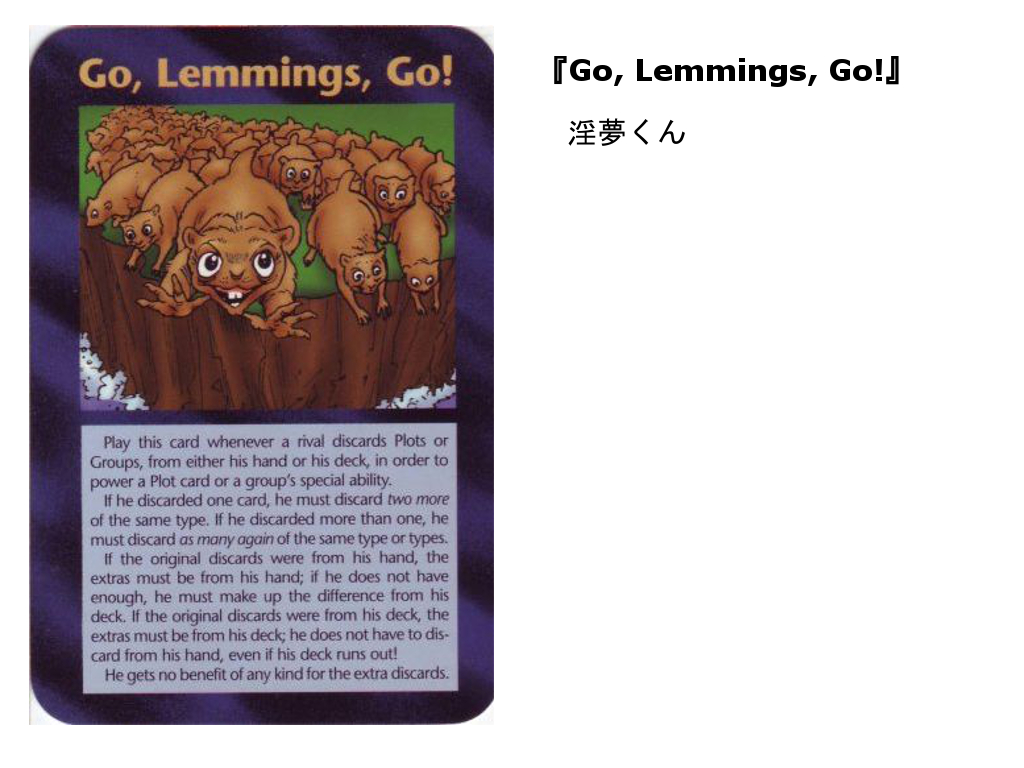 Go, Lemmings, Go!
Play this card whenever a rival discards Plots or
Groups, from either his hand or his deck, in order to
power a Plot card or a group's special ability.
If he discarded one card, he must discard two more
of the same type. If he discarded more than one, he
must discard as many again of the same type or types.
If the original discards were from his hand, the
extras must be from his hand; if he does not have
enough, he must make up the difference from his
deck. If the original discards were from his deck, the
extras must be from his deck; he does not have to dis-
card from his hand, even if his deck runs out!
He gets no benefit of any kind for the extra discards.
『Go, Lemmings, Go!』
淫夢くん